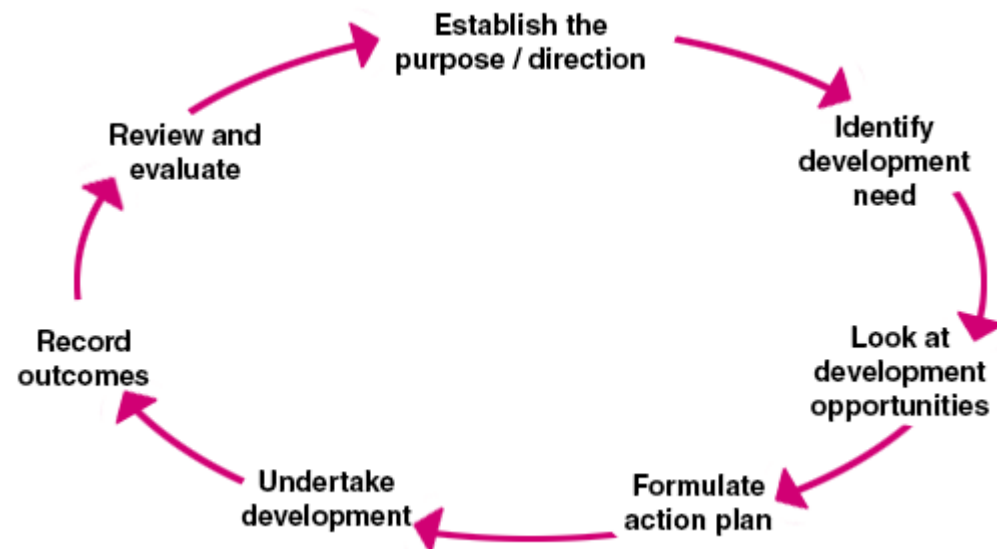 Establish the
purpose / direction
Identify
development
need
Look at
development
opportunities
Formulate
action plan
Undertake
development
Record
outcomes
Review and
evaluate